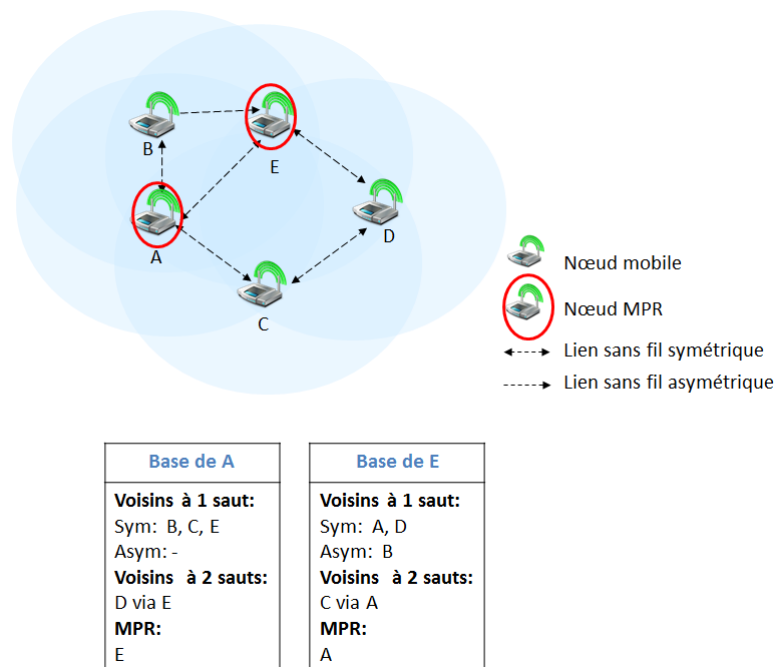 B
E
A
D
C
Nœud mobile
Nœud MPR
Lien sans fil symétrique
Lien sans fil asymétrique
Base de A
Voisins à 1 saut:
Sym: B, C, E
Asym: -
Voisins à 2 sauts:
D via E
MPR:
E
Base de E
Voisins à 1 saut:
Sym: A, D
Asym: B
Voisins à 2 sauts:
C via A
MPR:
A